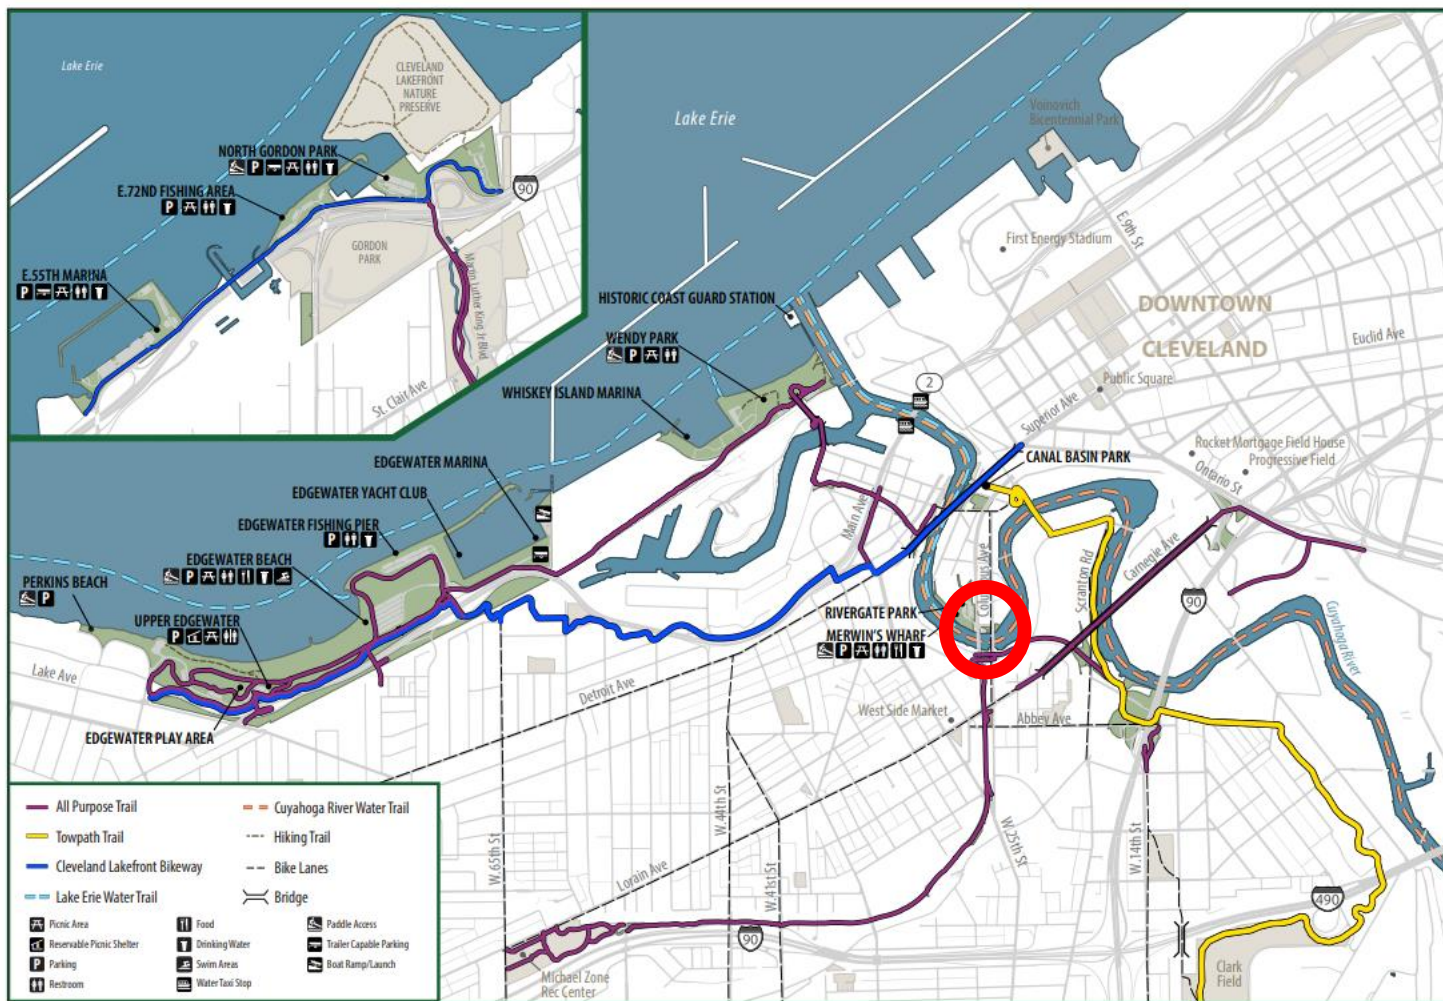 Lake Erie
CLEVELAND
LAKEFRONT
NATURE
PRESERVE
NORTH GORDON PARK
P
90
E.72ND FISHING AREA
P
GORDON
PARK
E.55TH MARINA
P
Martin Luther King Jr Blvd
St. Clair Ave
Lake Erie
Voinovich
Bicentennial Park
E.9th St
First Energy Stadium
HISTORIC COAST GUARD STATION
DOWNTOWN
CLEVELAND
Euclid Ave
WENDY PARK
P
WHISKEY ISLAND MARINA
2
Public Square
Superior Ave
Rocket Mortgage Field House
Progressive Field
Ontario St
CANAL BASIN PARK
EDGEWATER MARINA
EDGEWATER YACHT CLUB
EDGEWATER FISHING PIER
P
EDGEWATER BEACH
P
PERKINS BEACH
P
UPPER EDGEWATER
P
Lake Ave
EDGEWATER PLAY AREA
Main Ave
Columbus Ave
Scranton Rd
Carnegie Ave
90
Cuyahoga River
RIVERGATE PARK
MERWIN'S WHARF
P
Detroit Ave
West Side Market
Abbey Ave
W.65th St
W.44th St
W.41st St
W.25th St
W.14th St
Lorain Ave
90
490
Michael Zone
Rec Center
Clark
Field
All Purpose Trail
Towpath Trail
Cleveland Lakefront Bikeway
Lake Erie Water Trail
Cuyahoga River Water Trail
Hiking Trail
Bike Lanes
Bridge
Picnic Area
Reservable Picnic Shelter
P Parking
Restroom
Food
Drinking Water
Swim Areas
Water Taxi Stop
Paddle Access
Trailer Capable Parking
Boat Ramp/Launch